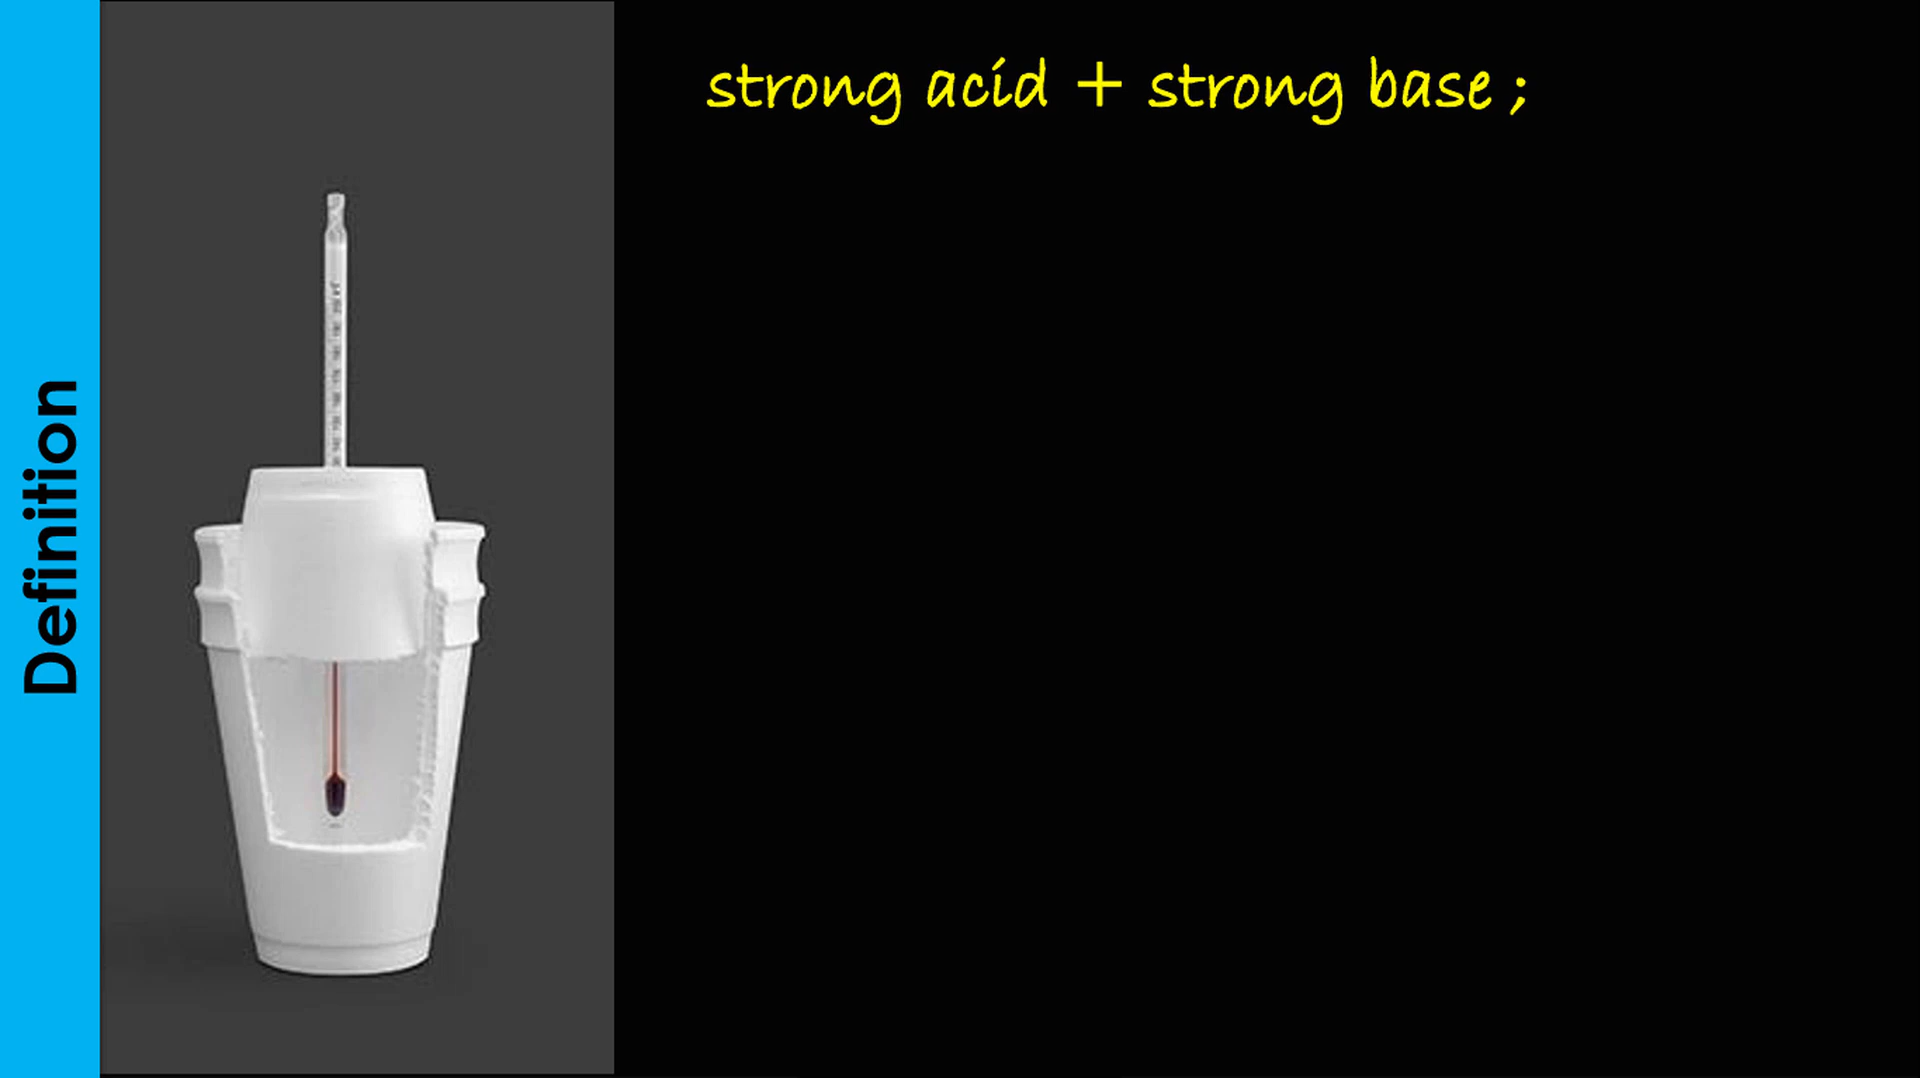 Definition
strong acid + strong base ;